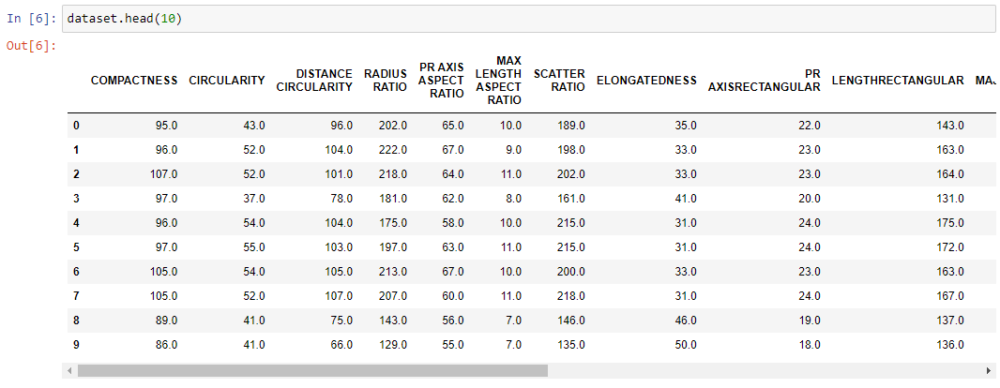 In [6]: dataset.head(10)
Out[6]:
COMPACTNESS CIRCULARITY DISTANCE CIRCULARITY RADIUS RATIO PR AXIS ASPECT RATIO MAX LENGTH ASPECT RATIO SCATTER RATIO ELONGATEDNESS PR AXISRECTANGULAR LENGTHRECTANGULAR MAJ
0 95.0 43.0 96.0 202.0 65.0 10.0 189.0 35.0 22.0 143.0
1 96.0 52.0 104.0 222.0 67.0 9.0 198.0 33.0 23.0 163.0
2 107.0 52.0 101.0 218.0 64.0 11.0 202.0 33.0 23.0 164.0
3 97.0 37.0 78.0 181.0 62.0 8.0 161.0 41.0 20.0 131.0
4 96.0 54.0 104.0 175.0 58.0 10.0 215.0 31.0 24.0 175.0
5 97.0 55.0 103.0 197.0 63.0 11.0 215.0 31.0 24.0 172.0
6 105.0 54.0 105.0 213.0 67.0 10.0 200.0 33.0 23.0 163.0
7 105.0 52.0 107.0 207.0 60.0 11.0 218.0 31.0 24.0 167.0
8 89.0 41.0 75.0 143.0 56.0 7.0 146.0 46.0 19.0 137.0
9 86.0 41.0 66.0 129.0 55.0 7.0 135.0 50.0 18.0 136.0